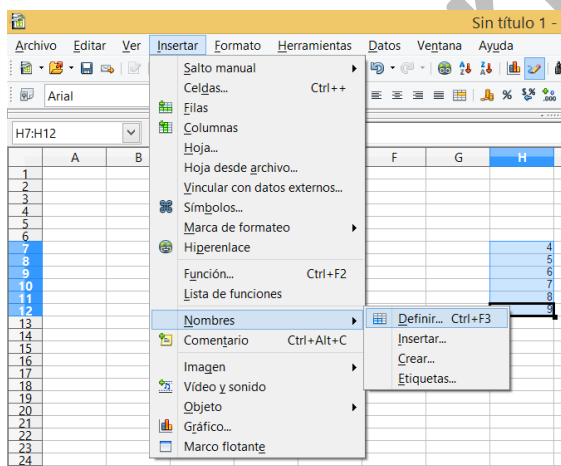 Sin título 1 -
Archivo Editar Ver Insertar Formato Herramientas Datos Ventana Ayuda
Arial
H7:H12
A B F G H
Salto manual
Celdas... Ctrl++
Filas
Columnas
Hoja...
Hoja desde archivo...
Vincular con datos externos...
Símbolos...
Marca de formateo
Hiperenlace
Función... Ctrl+F2
Lista de funciones
Nombres
Comentario Ctrl+Alt+C
Imagen
Vídeo y sonido
Objeto
Gráfico...
Marco flotante
Definir... Ctrl+F3
Insertar...
Crear...
Etiquetas...
1
2
3
4
5
6
7 4
8 5
9 6
10 7
11 8
12 9
13
14
15
16
17
18
19
20
21
22
23
24